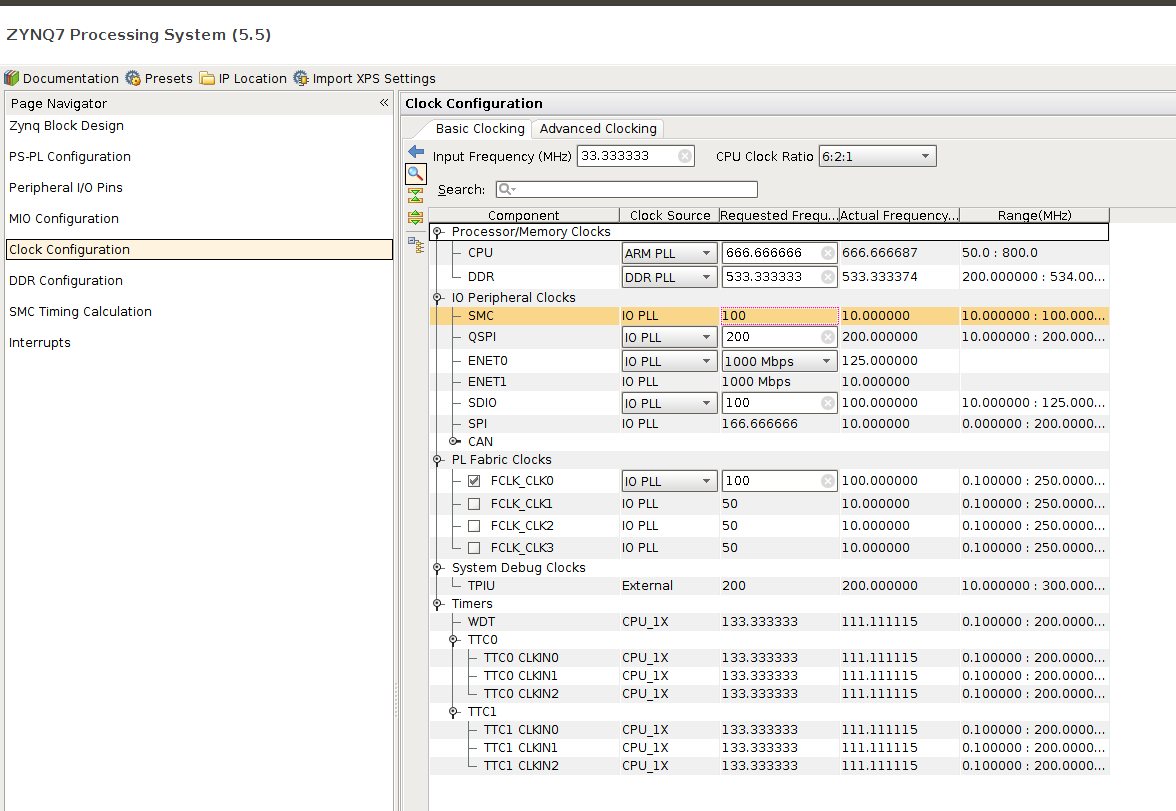 ZYNQ7 Processing System (5.5)
Documentation Presets IP Location Import XPS Settings
Page Navigator «
Zynq Block Design
PS-PL Configuration
Peripheral I/O Pins
MIO Configuration
Clock Configuration
DDR Configuration
SMC Timing Calculation
Interrupts
Clock Configuration
Basic Clocking Advanced Clocking
Input Frequency (MHz) 33.333333 CPU Clock Ratio 6:2:1
Search:
Component Clock Source Requested Frequ... Actual Frequency... Range(MHz)
Processor/Memory Clocks
CPU ARM PLL 666.666666 666.666687 50.0 : 800.0
DDR DDR PLL 533.333333 533.333374 200.000000 : 534.00...
IO Peripheral Clocks
SMC IO PLL 100 10.000000 10.000000 : 100.000...
QSPI IO PLL 200 200.000000 10.000000 : 200.000...
ENET0 IO PLL 1000 Mbps 125.000000
ENET1 IO PLL 1000 Mbps 10.000000
SDIO IO PLL 100 100.000000 10.000000 : 125.000...
SPI IO PLL 166.666666 10.000000 0.000000 : 200.0000...
CAN
PL Fabric Clocks
FCLK_CLK0 IO PLL 100 100.000000 0.100000 : 250.0000...
FCLK_CLK1 IO PLL 50 10.000000 0.100000 : 250.0000...
FCLK_CLK2 IO PLL 50 10.000000 0.100000 : 250.0000...
FCLK_CLK3 IO PLL 50 10.000000 0.100000 : 250.0000...
System Debug Clocks
TPIU External 200 200.000000 10.000000 : 300.000...
Timers
WDT CPU_1X 133.333333 111.111115 0.100000 : 200.0000...
TTC0
TTC0 CLKIN0 CPU_1X 133.333333 111.111115 0.100000 : 200.0000...
TTC0 CLKIN1 CPU_1X 133.333333 111.111115 0.100000 : 200.0000...
TTC0 CLKIN2 CPU_1X 133.333333 111.111115 0.100000 : 200.0000...
TTC1
TTC1 CLKIN0 CPU_1X 133.333333 111.111115 0.100000 : 200.0000...
TTC1 CLKIN1 CPU_1X 133.333333 111.111115 0.100000 : 200.0000...
TTC1 CLKIN2 CPU_1X 133.333333 111.111115 0.100000 : 200.0000...